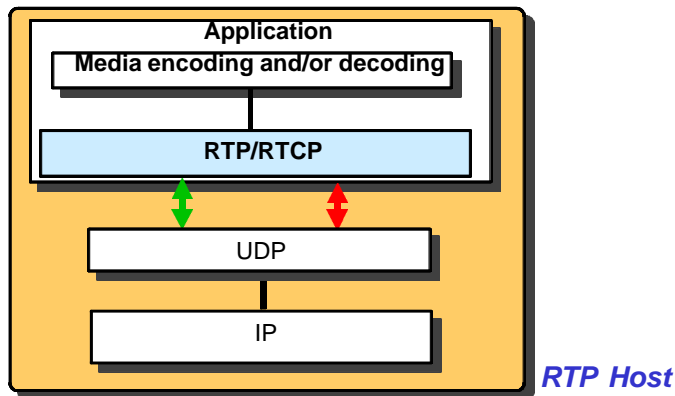 Application
Media encoding and/or decoding
RTP/RTCP
UDP
IP
RTP Host